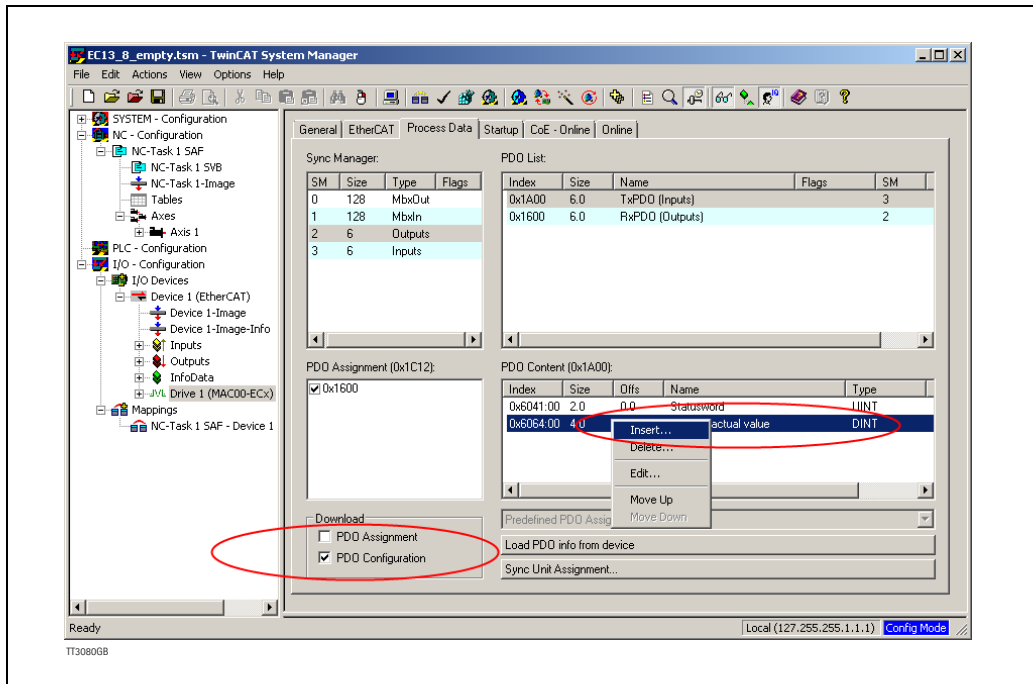 EC13_8_empty.tsm - TwinCAT System Manager
File Edit Actions View Options Help
SYSTEM - Configuration
NC - Configuration
NC-Task 1 SAF
NC-Task 1 SVB
NC-Task 1-Image
Tables
Axes
Axis 1
PLC - Configuration
I/O - Configuration
I/O Devices
Device 1 (EtherCAT)
Device 1-Image
Device 1-Image-Info
Inputs
Outputs
InfoData
Drive 1 (MAC00-ECx)
Mappings
NC-Task 1 SAF - Device 1
General EtherCAT Process Data Startup CoE - Online Online
Sync Manager:
SM Size Type Flags
0 128 MbxOut
1 128 MbxIn
2 6 Outputs
3 6 Inputs
PDO List:
Index Size Name Flags SM
0x1A00 6.0 TxPDO (Inputs) 3
0x1600 6.0 RxPDO (Outputs) 2
PDO Assignment (0x1C12):
0x1600
PDO Content (0x1A00):
Index Size Offs Name Type
0x6041:00 2.0 0.0 Statusword UINT
0x6064:00 4.0 actual value DINT
Insert...
Delete...
Edit...
Move Up
Move Down
Download
PDO Assignment
PDO Configuration
Predefined PDO Assig
Load PDO info from device
Sync Unit Assignment...
Ready
Local (127.255.255.1.1.1) Config Mode
TT3080GB